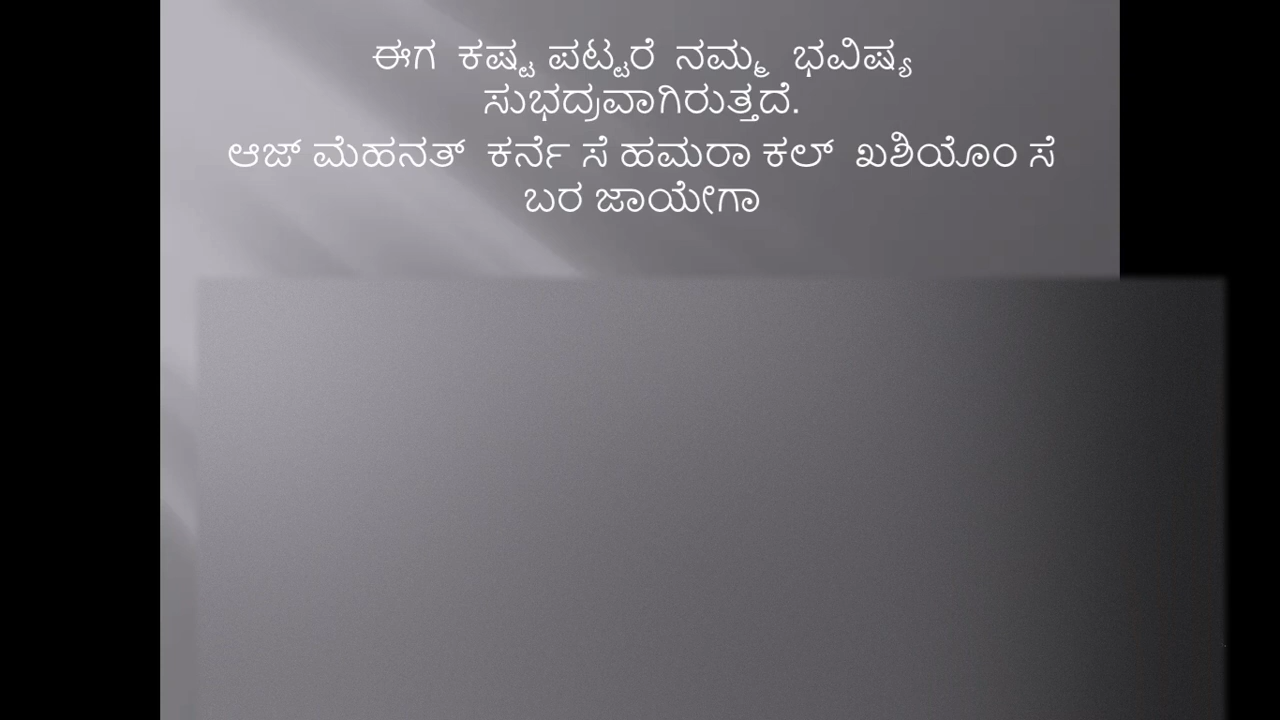 ಈಗ ಕಷ್ಟ ಪಟ್ಟರೆ ನಮ್ಮ ಭವಿಷ್ಯ
ಸುಭದ್ರವಾಗಿರುತ್ತದೆ.
ಆಜ್ ಮೆಹನತ್ ಕರ್ನೆ ಸೆ ಹಮರಾ ಕಲ್ ಖಶಿಯೊಂ ಸೆ
ಬರ ಜಾಯೇಗಾ